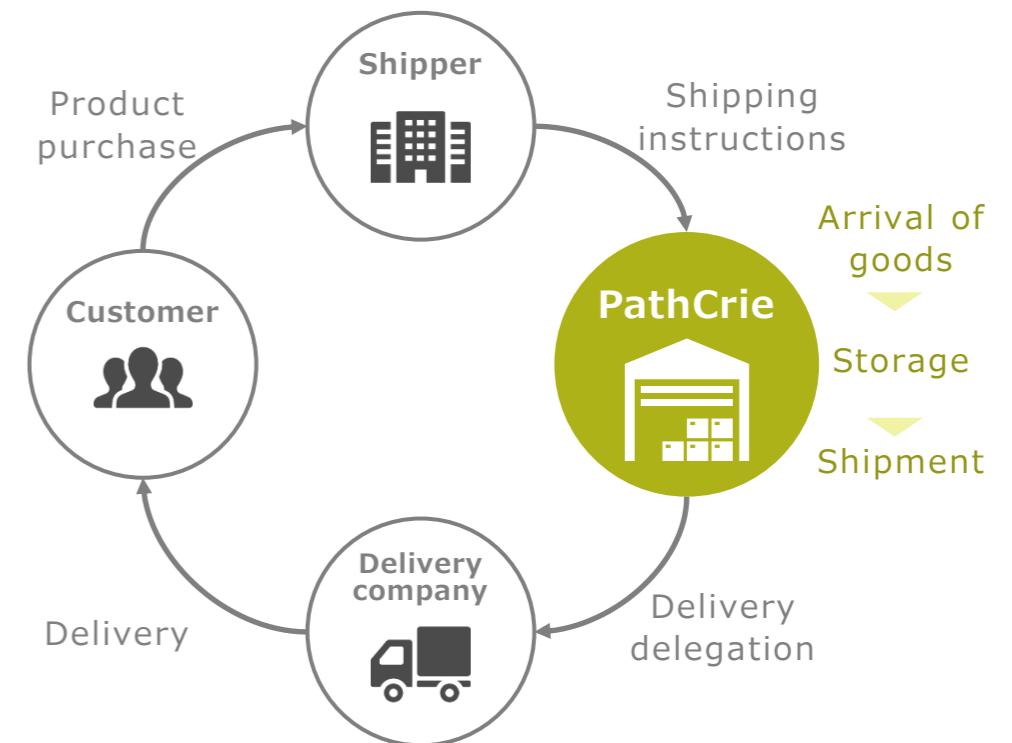 Shipper
Product
purchase
Shipping
instructions
Arrival of
goods
Customer
PathCrie
Storage
Shipment
Delivery
company
Delivery
Delivery
delegation